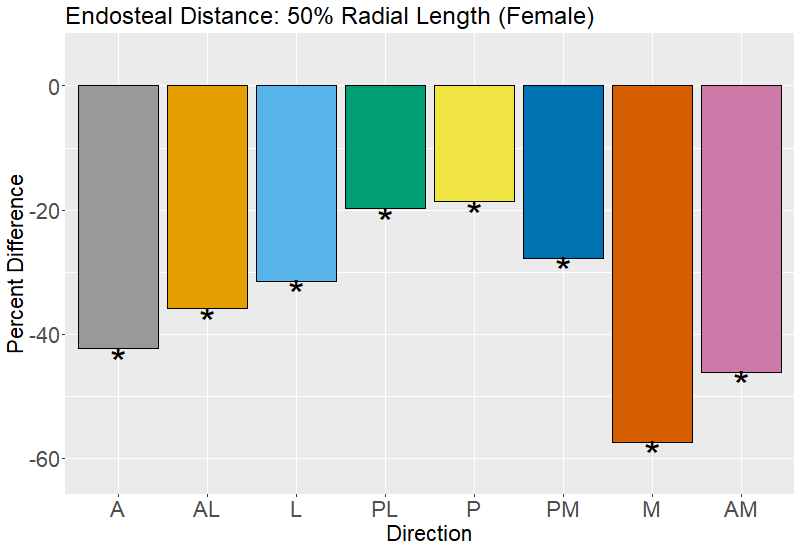 Endosteal Distance: 50% Radial Length (Female)
Percent Difference
0
-20
-40
-60
* * * * * * * *
A AL L PL P PM M AM
Direction